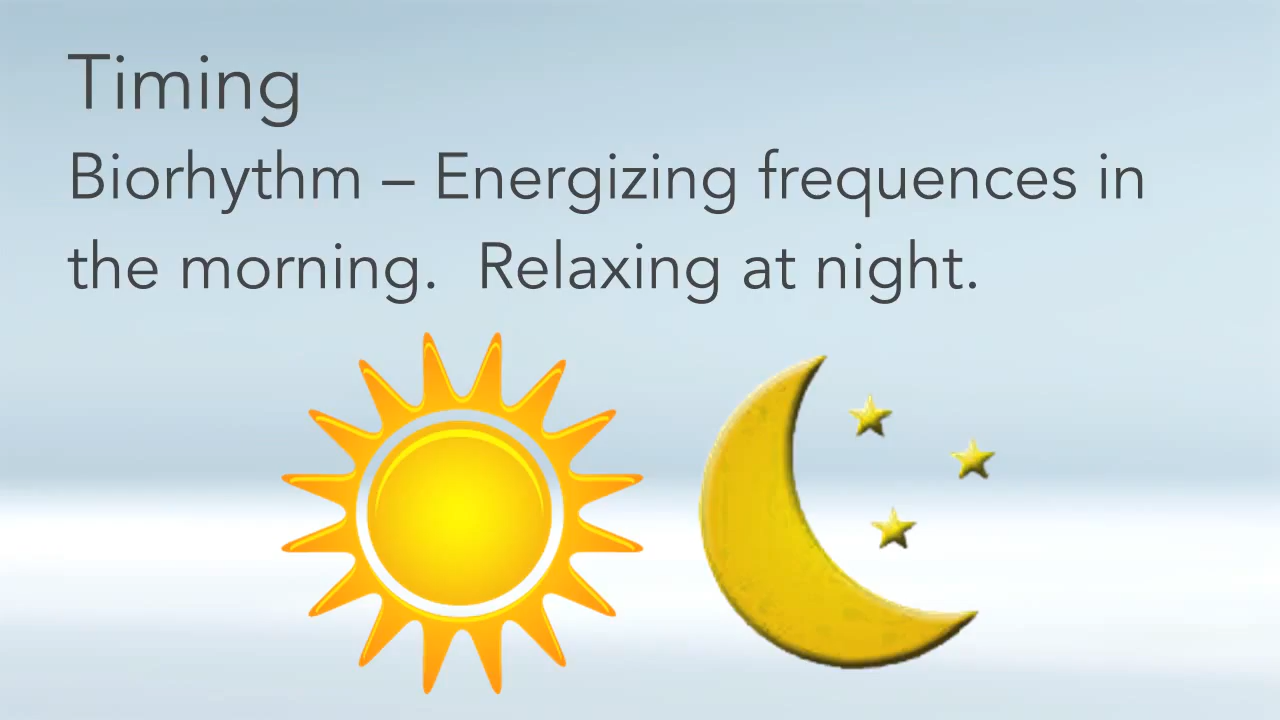 Timing
Biorhythm – Energizing frequences in
the morning.  Relaxing at night.